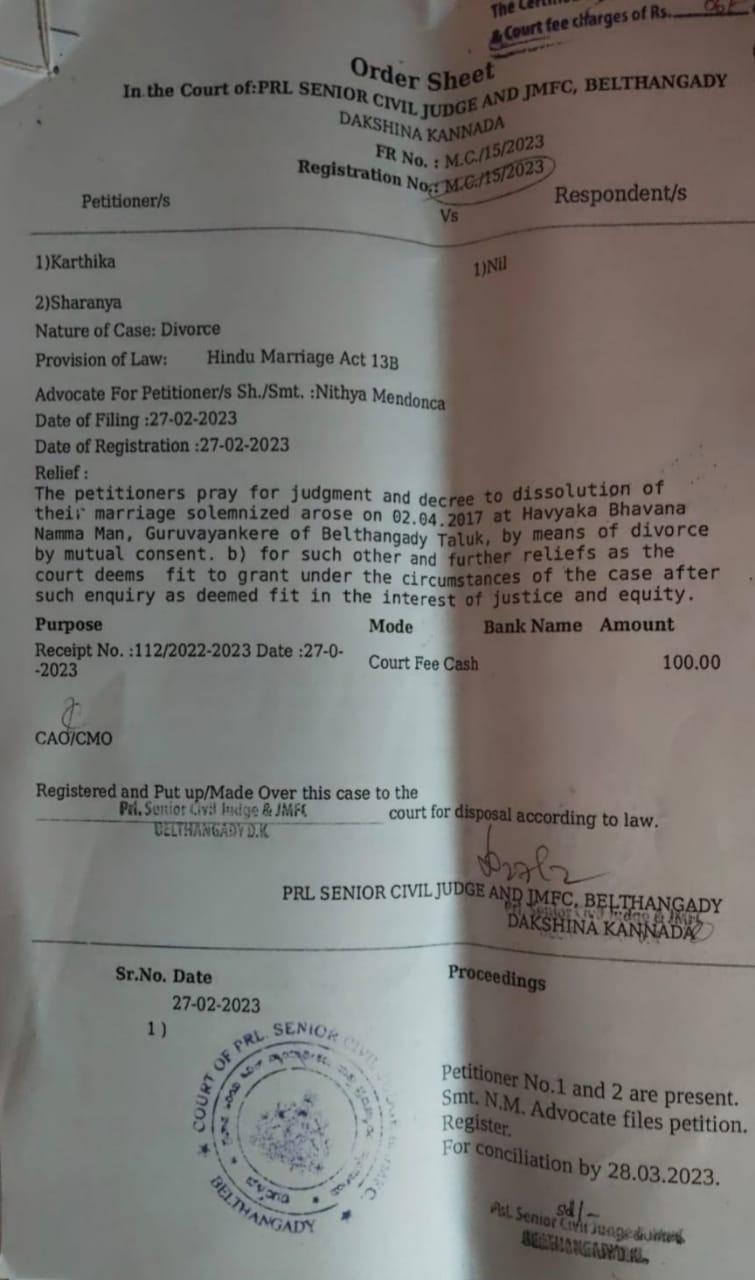 The
& Court fee charges of Rs.
Order Sheet
In the Court of:PRL SENIOR CIVIL JUDGE AND JMFC, BELTHANGADY
DAKSHINA KANNADA
FR No. : M.C./15/2023
Registration No.: M.C./15/2023
Petitioner/s Vs Respondent/s
1)Karthika 1)Nil
2)Sharanya
Nature of Case: Divorce
Provision of Law: Hindu Marriage Act 13B
Advocate For Petitioner/s Sh./Smt. :Nithya Mendonca
Date of Filing :27-02-2023
Date of Registration :27-02-2023
Relief :
The petitioners pray for judgment and decree to dissolution of
their marriage solemnized arose on 02.04.2017 at Havyaka Bhavana
Namma Man, Guruvayankere of Belthangady Taluk, by means of divorce
by mutual consent. b) for such other and further reliefs as the
court deems fit to grant under the circumstances of the case after
such enquiry as deemed fit in the interest of justice and equity.
Purpose Mode Bank Name Amount
Receipt No. :112/2022-2023 Date :27-0-
-2023 Court Fee Cash 100.00
CAO/CMO
Registered and Put up/Made Over this case to the
Prl. Senior Civil Judge & JMFC court for disposal according to law.
BELTHANGADY D.K
PRL SENIOR CIVIL JUDGE AND JMFC, BELTHANGADY
Prl. Senior Civil Judge & JMFC
DAKSHINA KANNADA
Sr.No. Date Proceedings
27-02-2023
1)
COURT OF PRL. SENIOR CIVIL JMFC.
BELTHANGADY
Petitioner No.1 and 2 are present.
Smt. N.M. Advocate files petition.
Register.
For conciliation by 28.03.2023.
sd/-
Prl. Senior Civil Judge
BELTHANGADY D.K.